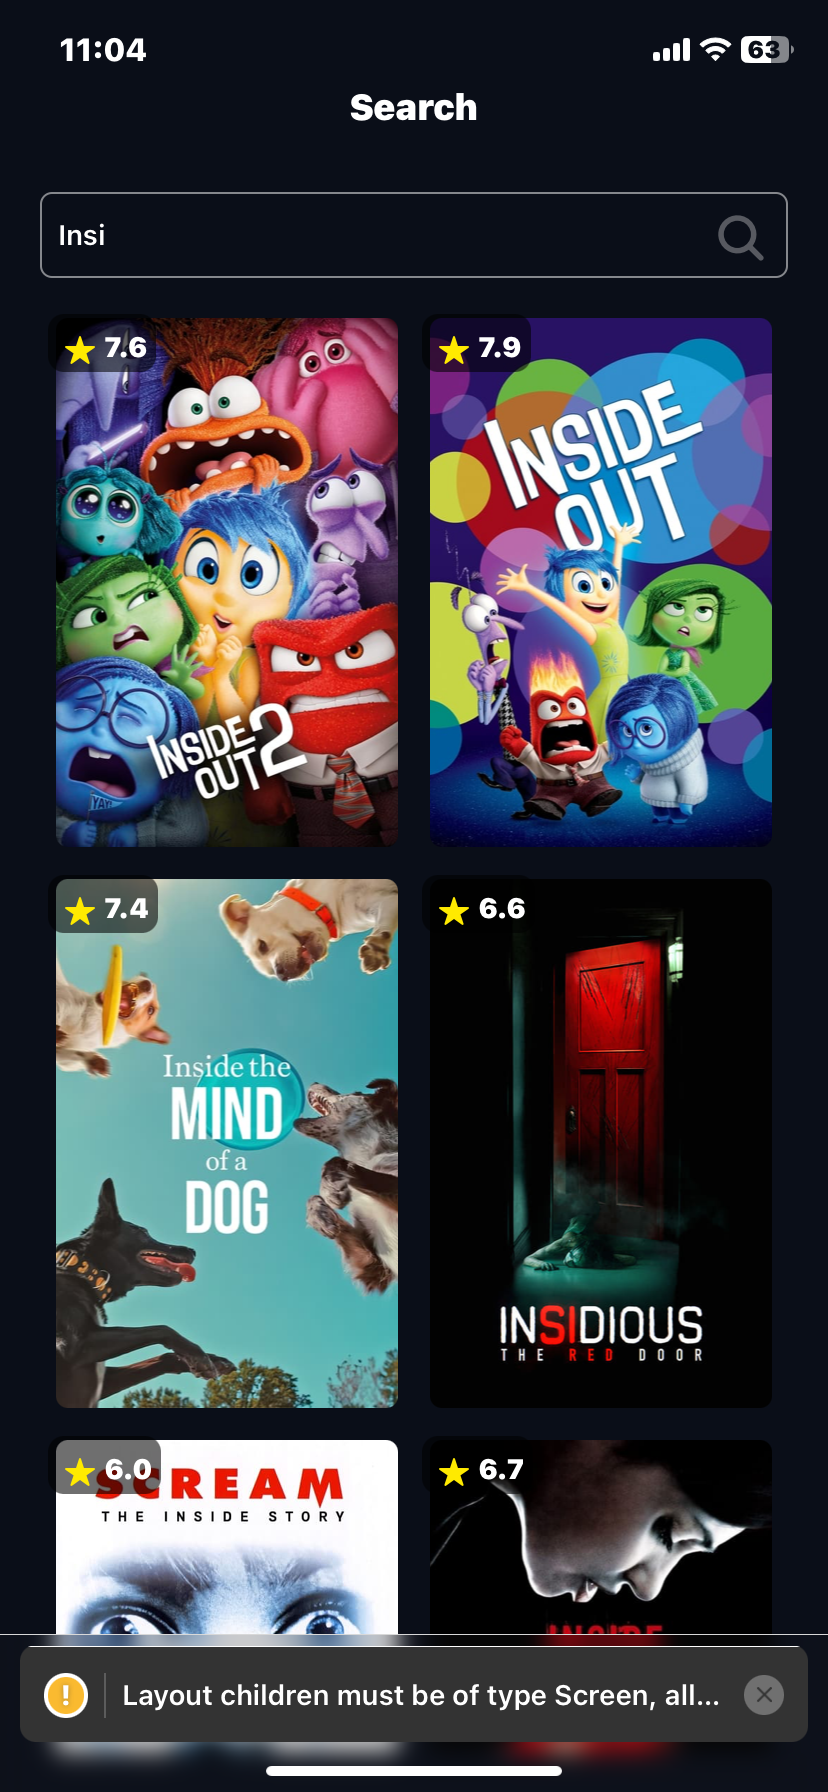 11:04
63
Search
Insi
7.6
7.9
INSIDE
OUT
YAY!
INSIDE
OUT 2
7.4
6.6
Inside the
MIND
of a
DOG
INSIDIOUS
THE RED DOOR
6.0
6.7
SCREAM
THE INSIDE STORY
INSIDE
Layout children must be of type Screen, all...